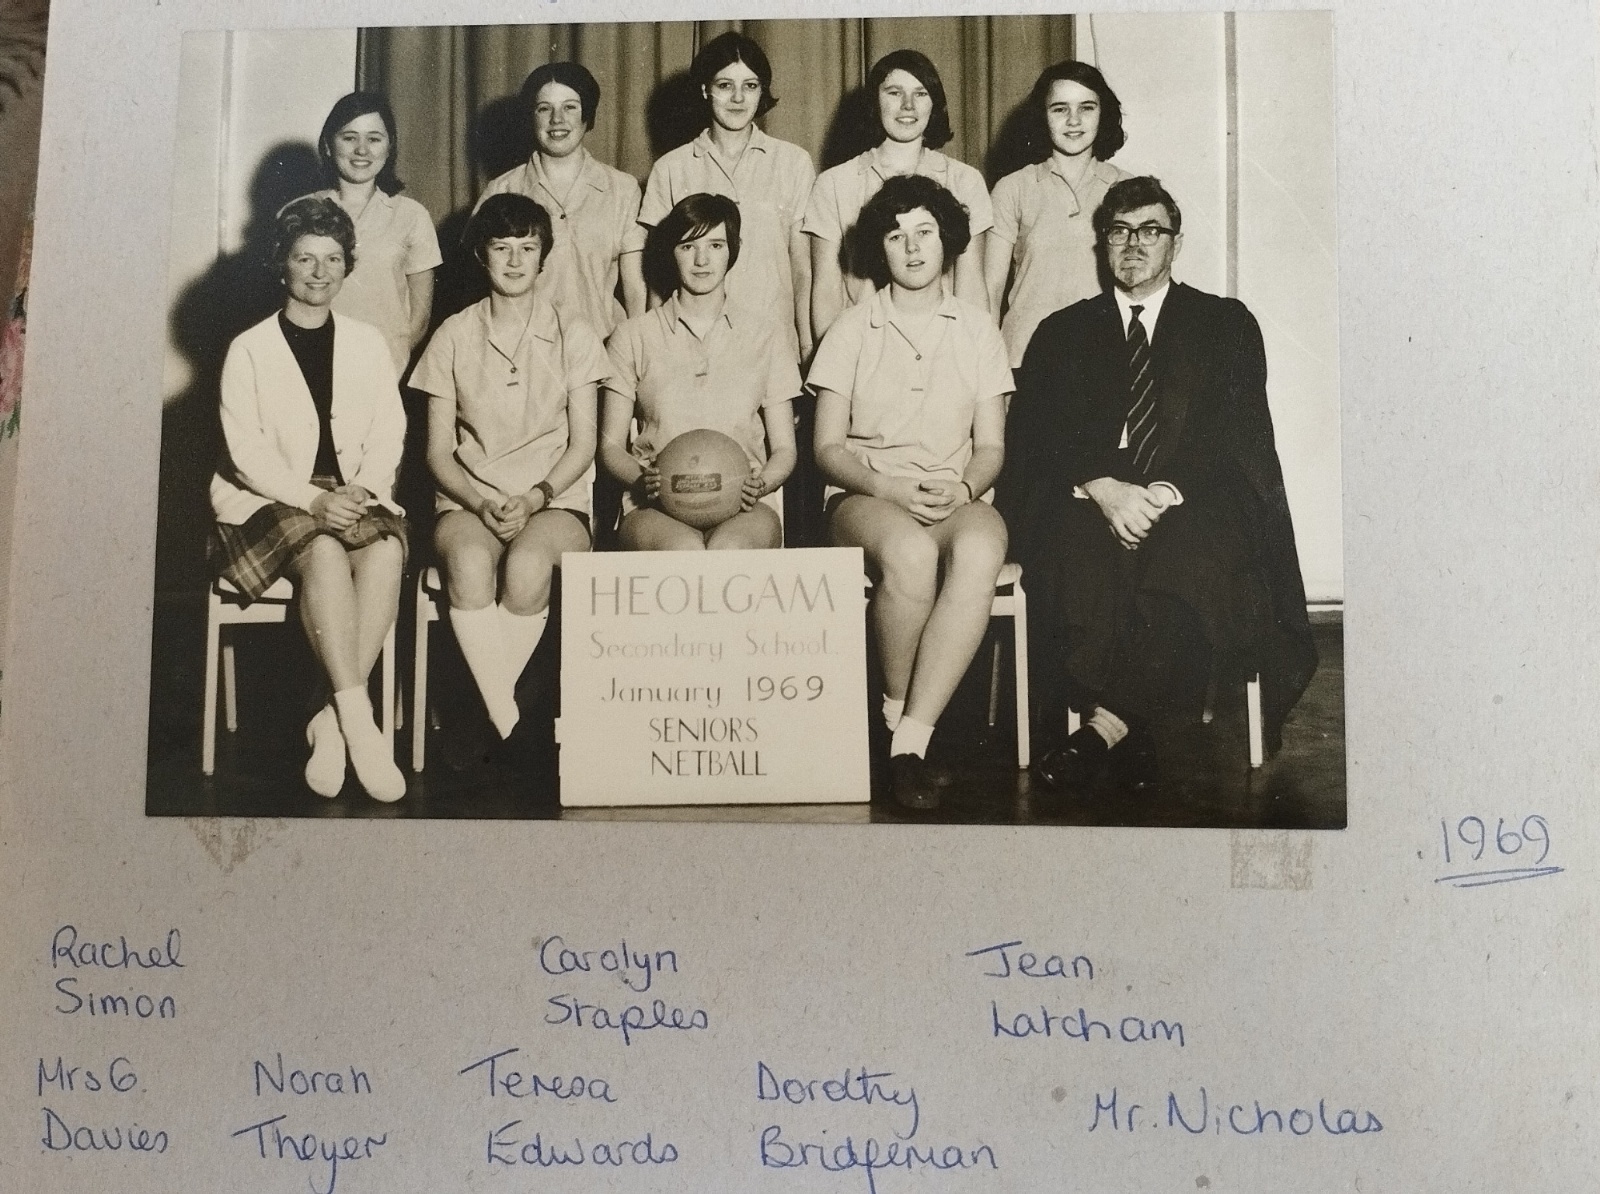 HEOLGAM
Secondary School.
January 1969
SENIORS
NETBALL
.1969
Rachel Carolyn Jean
Simon Staples Latcham
Mrs G. Norah Teresa Dorothy Mr. Nicholas
Davies Theyer Edwards Bridgeman